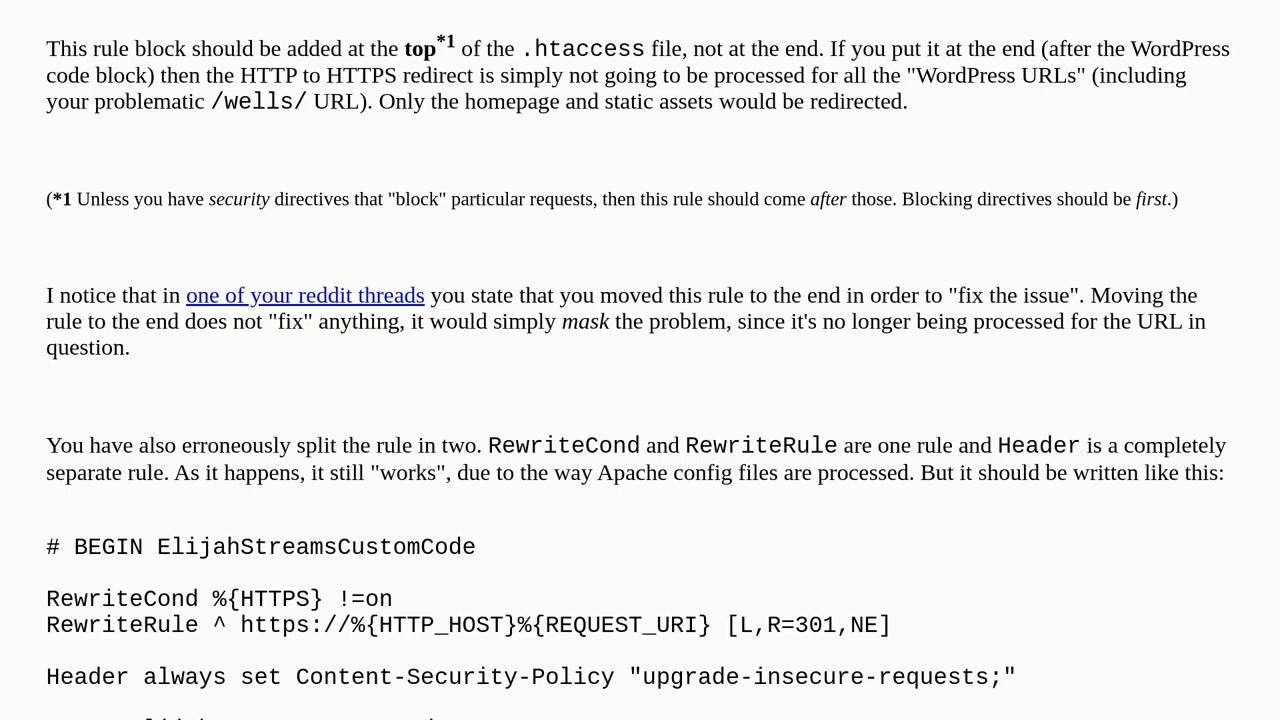 This rule block should be added at the top*1 of the .htaccess file, not at the end. If you put it at the end (after the WordPress
code block) then the HTTP to HTTPS redirect is simply not going to be processed for all the "WordPress URLs" (including
your problematic /wells/ URL). Only the homepage and static assets would be redirected.
(*1 Unless you have security directives that "block" particular requests, then this rule should come after those. Blocking directives should be first.)
I notice that in one of your reddit threads you state that you moved this rule to the end in order to "fix the issue". Moving the
rule to the end does not "fix" anything, it would simply mask the problem, since it's no longer being processed for the URL in
question.
You have also erroneously split the rule in two. RewriteCond and RewriteRule are one rule and Header is a completely
separate rule. As it happens, it still "works", due to the way Apache config files are processed. But it should be written like this:
# BEGIN ElijahStreamsCustomCode
RewriteCond %{HTTPS} !=on
RewriteRule ^ https://%{HTTP_HOST}%{REQUEST_URI} [L,R=301,NE]
Header always set Content-Security-Policy "upgrade-insecure-requests;"